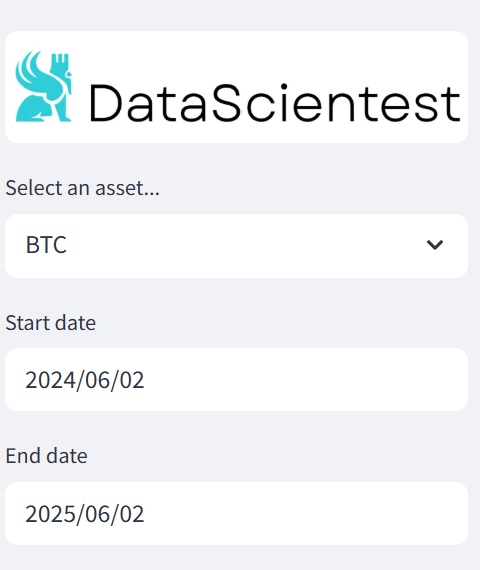 DataScientest
Select an asset...
BTC
Start date
2024/06/02
End date
2025/06/02